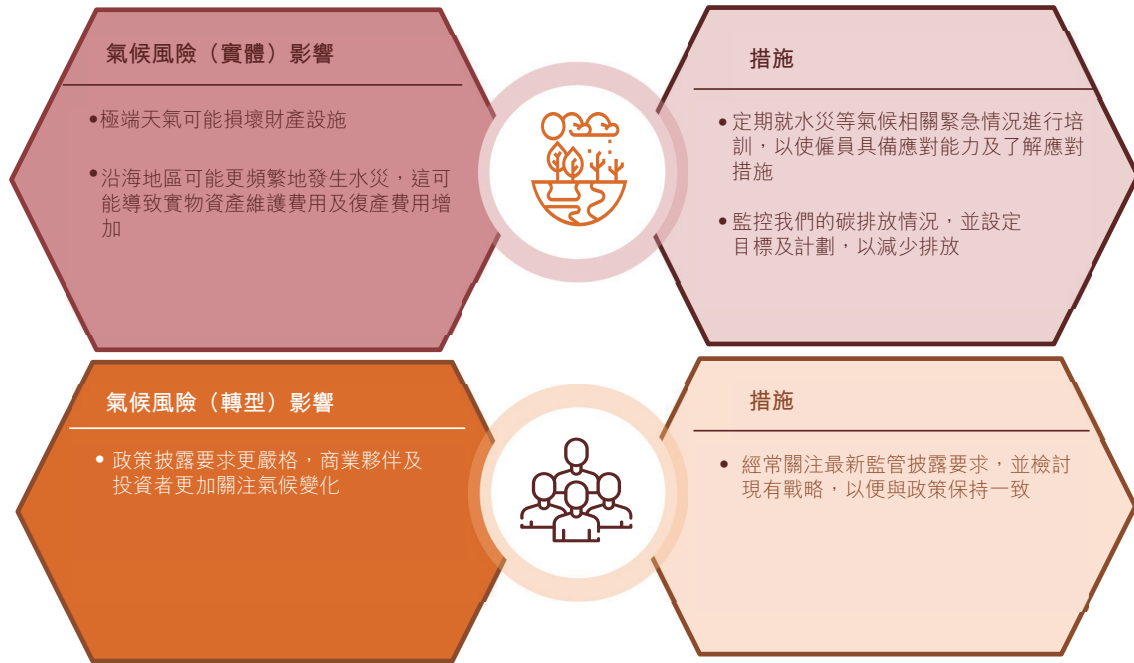 氣候風險（實體）影響
•極端天氣可能損壞財產設施
•沿海地區可能更頻繁地發生水災，這可
能導致實物資產維護費用及復產費用增
加
措施
• 定期就水災等氣候相關緊急情況進行培
訓，以使僱員具備應對能力及了解應對
措施
• 監控我們的碳排放情況，並設定
目標及計劃，以減少排放
氣候風險（轉型）影響
• 政策披露要求更嚴格，商業夥伴及
投資者更加關注氣候變化
措施
• 經常關注最新監管披露要求，並檢討
現有戰略，以便與政策保持一致